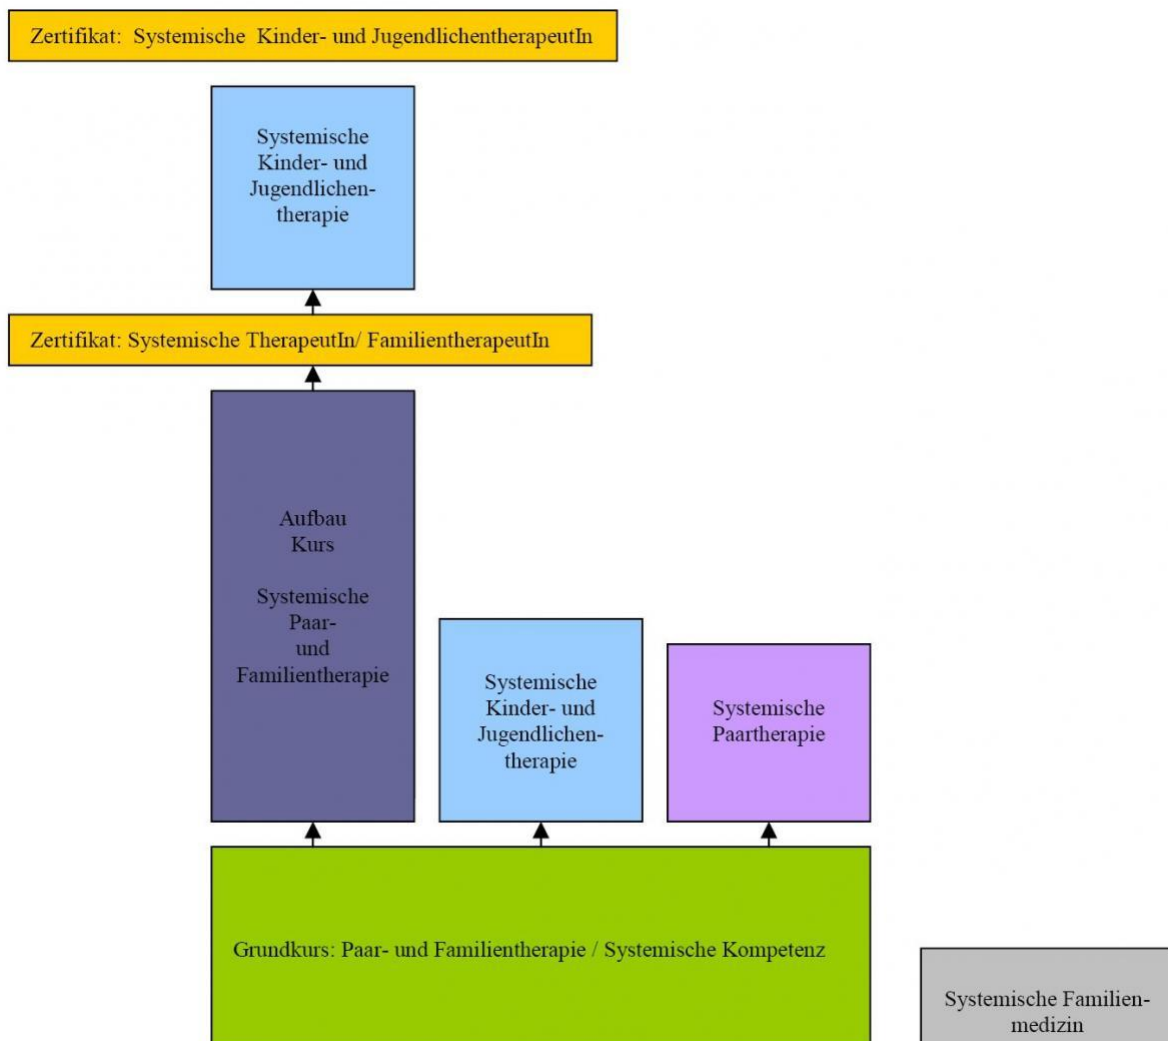 Zertifikat: Systemische Kinder- und JugendlichentherapeutIn
Systemische
Kinder- und
Jugendlichen-
therapie
Zertifikat: Systemische TherapeutIn/ FamilientherapeutIn
Aufbau
Kurs
Systemische
Paar-
und
Familientherapie
Systemische
Kinder- und
Jugendlichen-
therapie
Systemische
Paartherapie
Grundkurs: Paar- und Familientherapie / Systemische Kompetenz
Systemische Familien-
medizin